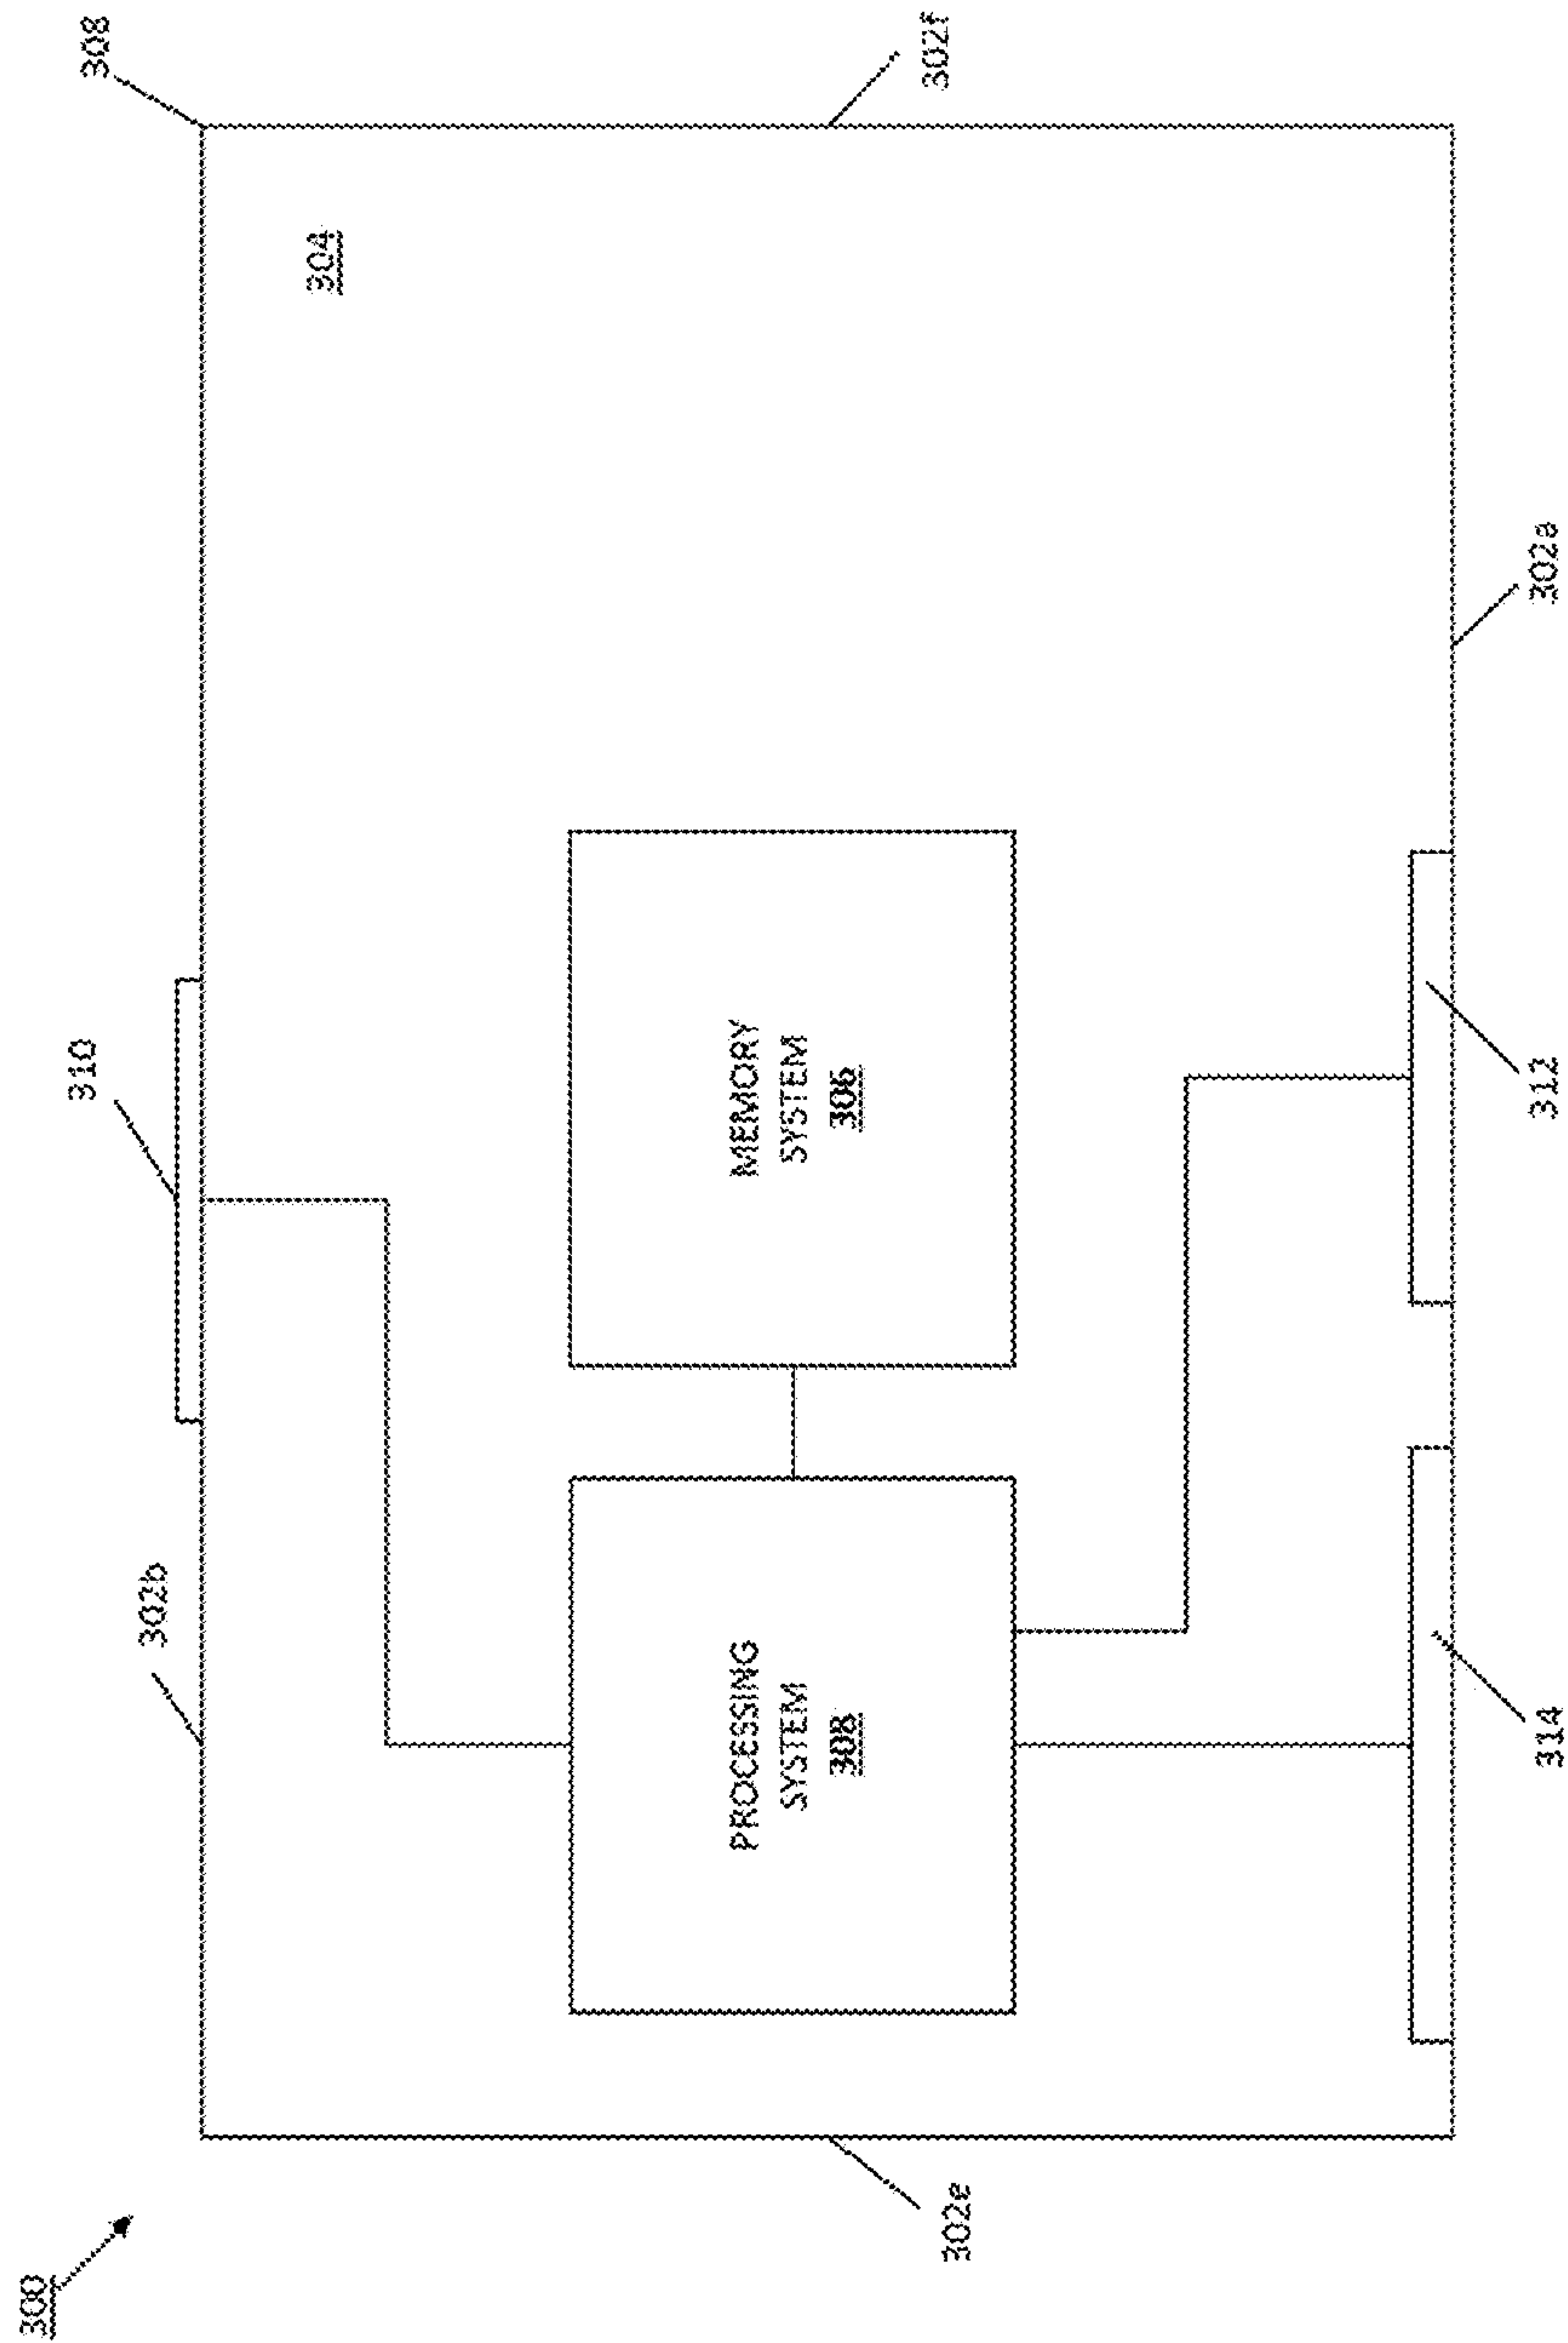 300
310
308
302b
304
PROCESSING
SYSTEM
308
MEMORY
SYSTEM
306
302e
302f
314
312
302a